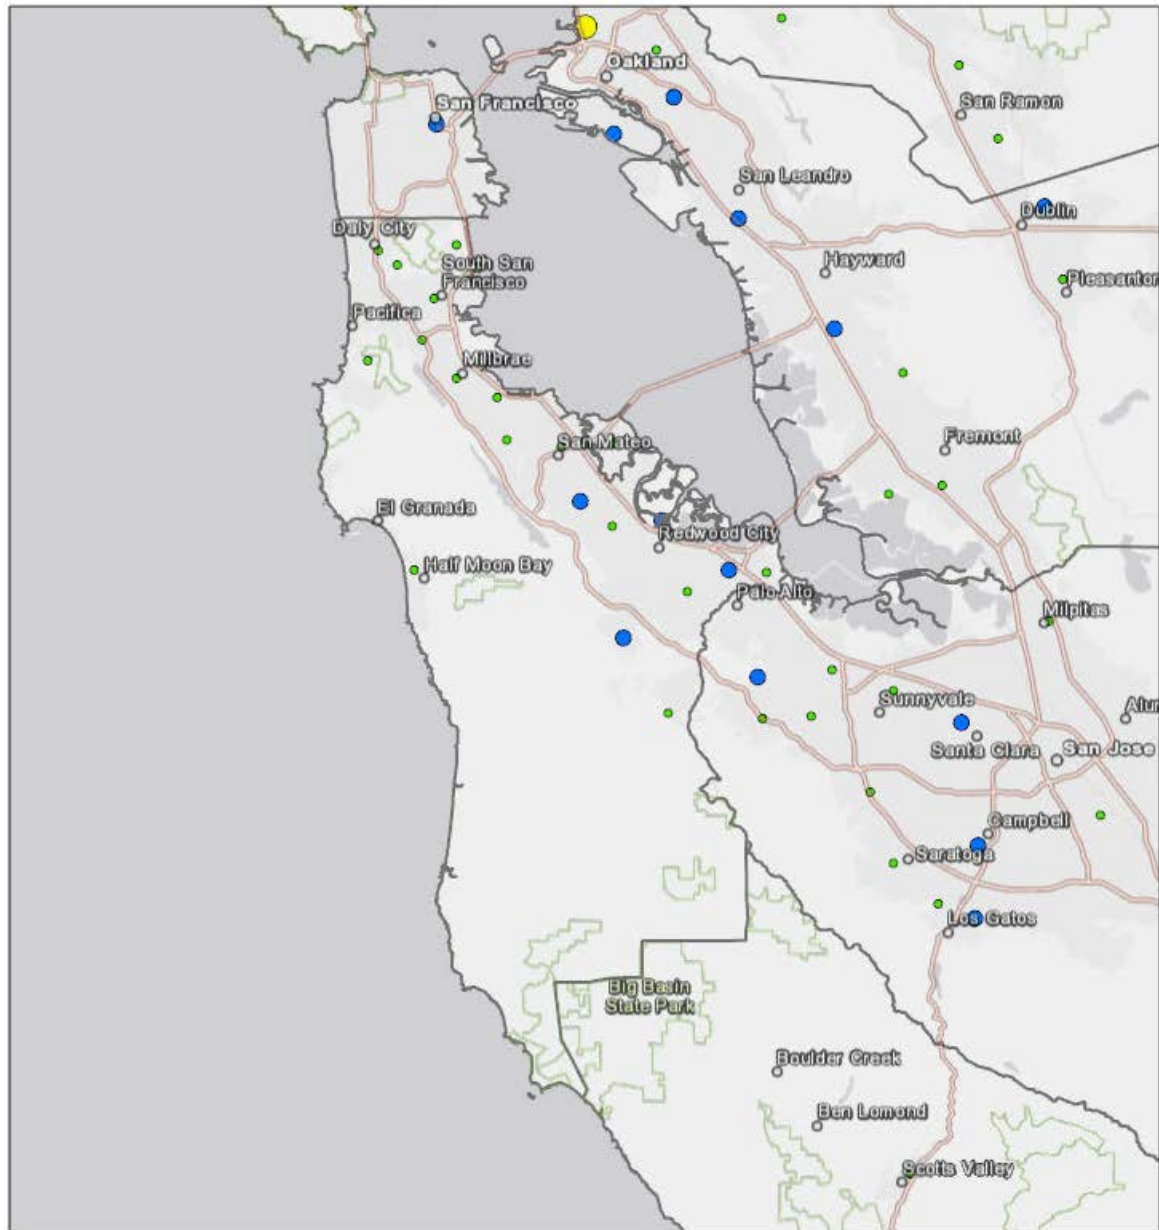 Oakland
San Francisco
San Ramon
San Leandro
Dublin
Daly City
Hayward
South San
Francisco
Pleasanton
Pacifica
Millbrae
San Mateo
Fremont
El Granada
Redwood City
Half Moon Bay
Palo Alto
Milpitas
Sunnyvale
Alum
Santa Clara
San Jose
Campbell
Saratoga
Los Gatos
Big Basin
State Park
Boulder Creek
Ben Lomond
Scotts Valley